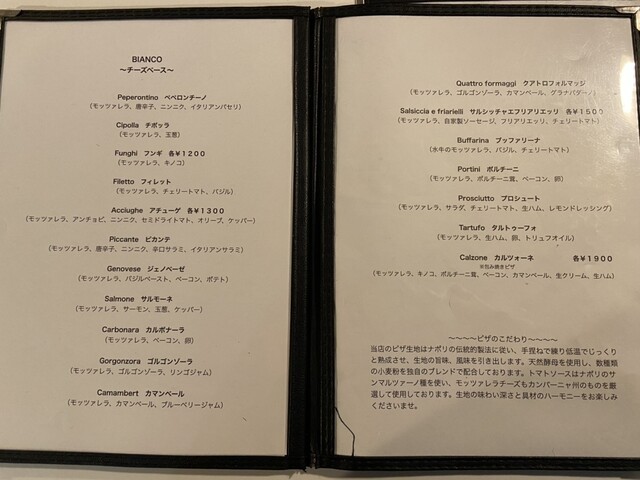 BIANCO
〜チーズベース〜
Peperontino ペペロンチーノ
（モッツァレラ、唐辛子、ニンニク、イタリアンパセリ）
Cipolla チポッラ
（モッツァレラ、玉葱）
Funghi フンギ 各￥1200
（モッツァレラ、キノコ）
Filetto フィレット
（モッツァレラ、チェリートマト、バジル）
Acciughe アチューゲ 各￥1300
（モッツァレラ、アンチョビ、ニンニク、セミドライトマト、オリーブ、ケッパー）
Piccante ピカンテ
（モッツァレラ、唐辛子、ニンニク、辛口サラミ、イタリアンサラミ）
Genovese ジェノベーゼ
（モッツァレラ、バジルペースト、ベーコン、ポテト）
Salmone サルモーネ
（モッツァレラ、サーモン、玉葱、ケッパー）
Carbonara カルボナーラ
（モッツァレラ、ベーコン、卵）
Gorgonzora ゴルゴンゾーラ
（モッツァレラ、ゴルゴンゾーラ、リンゴジャム）
Camambert カマンベール
（モッツァレラ、カマンベール、ブルーベリージャム）
Quattro formaggi クアトロフォルマッジ
（モッツァレラ、ゴルゴンゾーラ、カマンベール、グラナパダーノ）
Salsiccia e friarielli サルシッチャエフリアリエッリ 各￥1500
（モッツァレラ、自家製ソーセージ、フリアリエッリ、チェリートマト）
Buffarina ブッファリーナ
（水牛のモッツァレラ、バジル、チェリートマト）
Portini ポルチーニ
（モッツァレラ、ポルチーニ茸、ベーコン、卵）
Prosciutto プロシュート
（モッツァレラ、サラダ、チェリートマト、生ハム、レモンドレッシング）
Tartufo タルトゥーフォ
（モッツァレラ、生ハム、卵、トリュフオイル）
Calzone カルツォーネ 各￥1900
※包み焼きピザ
（モッツァレラ、キノコ、ポルチーニ茸、ベーコン、カマンベール、生クリーム、生ハム）
〜〜〜〜ピザのこだわり〜〜〜〜
当店のピザ生地はナポリの伝統的製法に従い、手捏ねで練り低温でじっくり
と熟成させ、生地の旨味、風味を引き出します。天然酵母を使用し、数種類
の小麦粉を独自のブレンドで配合しております。トマトソースはナポリのサ
ンマルツァーノ種を使い、モッツァレラチーズもカンパーニャ州のものを厳
選して使用しております。生地の味わい深さと具材のハーモニーをお楽しみ
くださいませ。